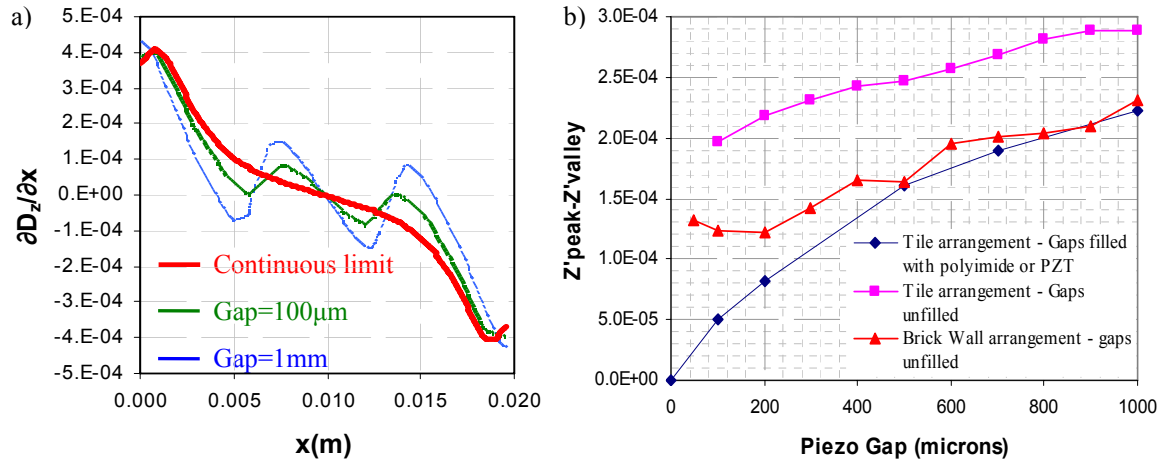 a)
∂Dz/∂x
5.E-04
4.E-04
3.E-04
2.E-04
1.E-04
0.E+00
-1.E-04
-2.E-04
-3.E-04
-4.E-04
-5.E-04
Continuous limit
Gap=100µm
Gap=1mm
0.000 0.005 0.010 0.015 0.020
x(m)
b)
Z'peak-Z'valley
3.0E-04
2.5E-04
2.0E-04
1.5E-04
1.0E-04
5.0E-05
0.0E+00
Tile arrangement - Gaps filled
with polyimide or PZT
Tile arrangement - Gaps
unfilled
Brick Wall arrangement - gaps
unfilled
0 200 400 600 800 1000
Piezo Gap (microns)